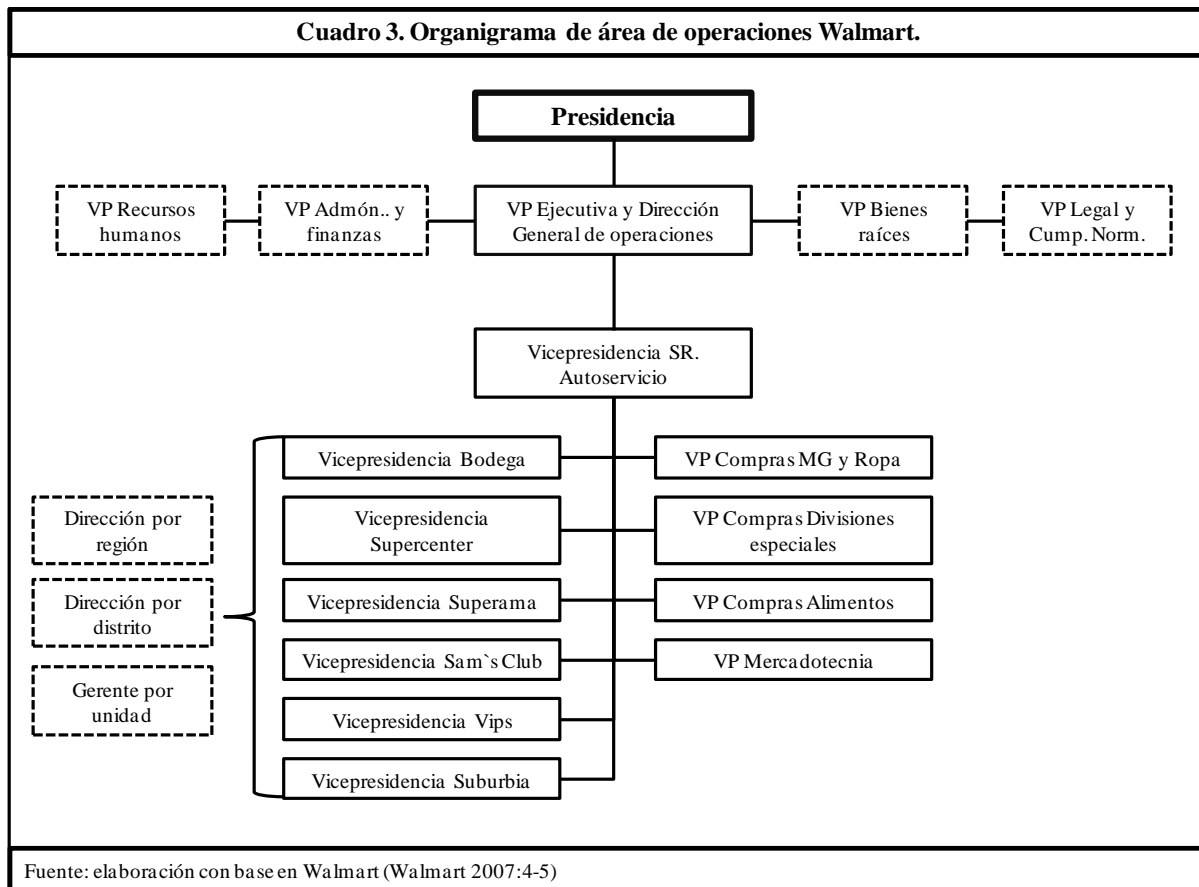 Cuadro 3. Organigrama de área de operaciones Walmart.
Presidencia
VP Recursos
humanos
VP Admón.. y
finanzas
VP Ejecutiva y Dirección
General de operaciones
VP Bienes
raíces
VP Legal y
Cump. Norm.
Vicepresidencia SR.
Autoservicio
Vicepresidencia Bodega
VP Compras MG y Ropa
Dirección por
región
Vicepresidencia
Supercenter
VP Compras Divisiones
especiales
Dirección por
distrito
Vicepresidencia Superama
VP Compras Alimentos
Gerente por
unidad
Vicepresidencia Sam`s Club
VP Mercadotecnia
Vicepresidencia Vips
Vicepresidencia Suburbia
Fuente: elaboración con base en Walmart (Walmart 2007:4-5)